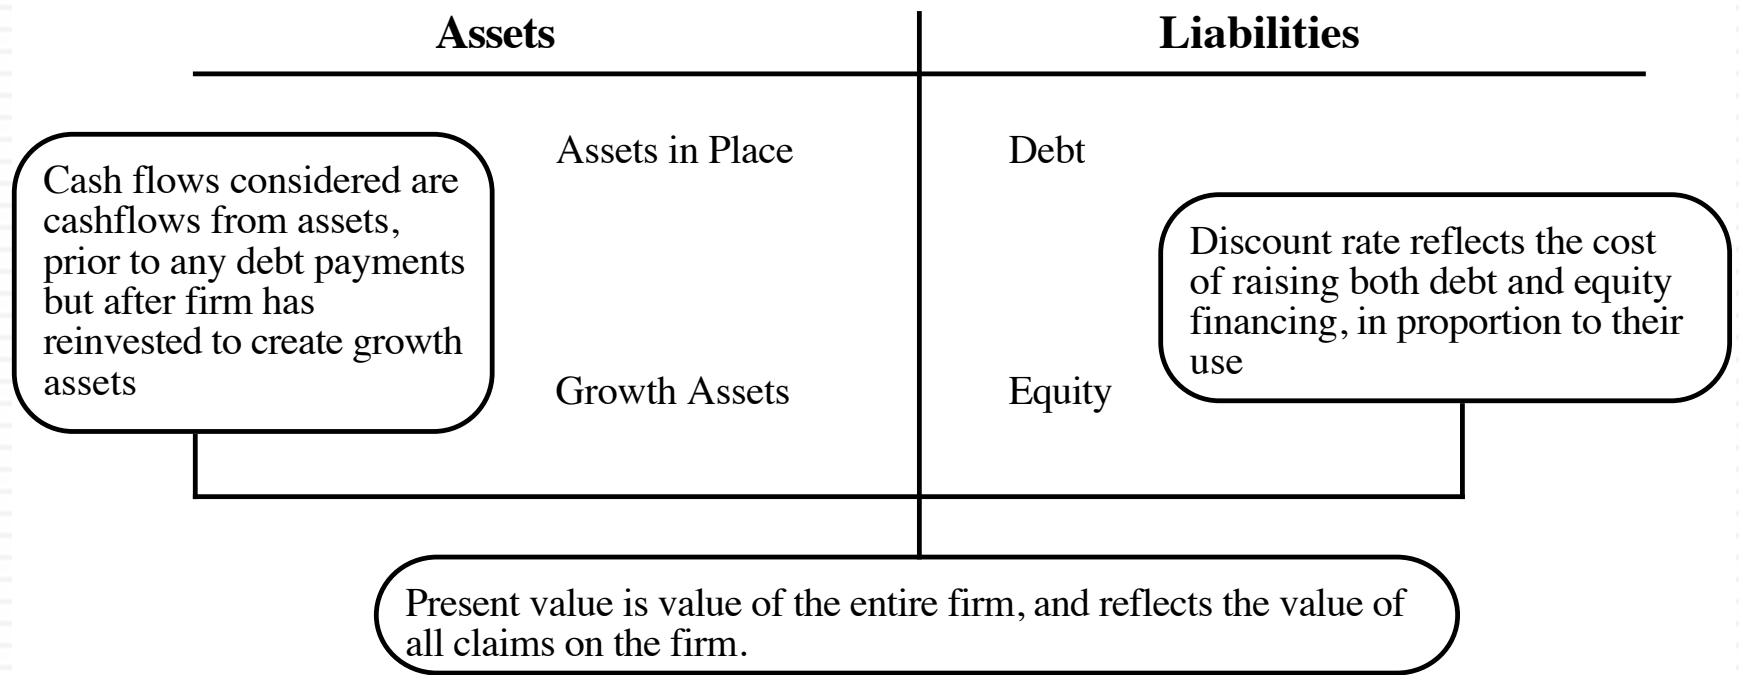 Assets
Liabilities
Assets in Place
Debt
Cash flows considered are
cashflows from assets,
prior to any debt payments
but after firm has
reinvested to create growth
assets
Discount rate reflects the cost
of raising both debt and equity
financing, in proportion to their
use
Growth Assets
Equity
Present value is value of the entire firm, and reflects the value of
all claims on the firm.